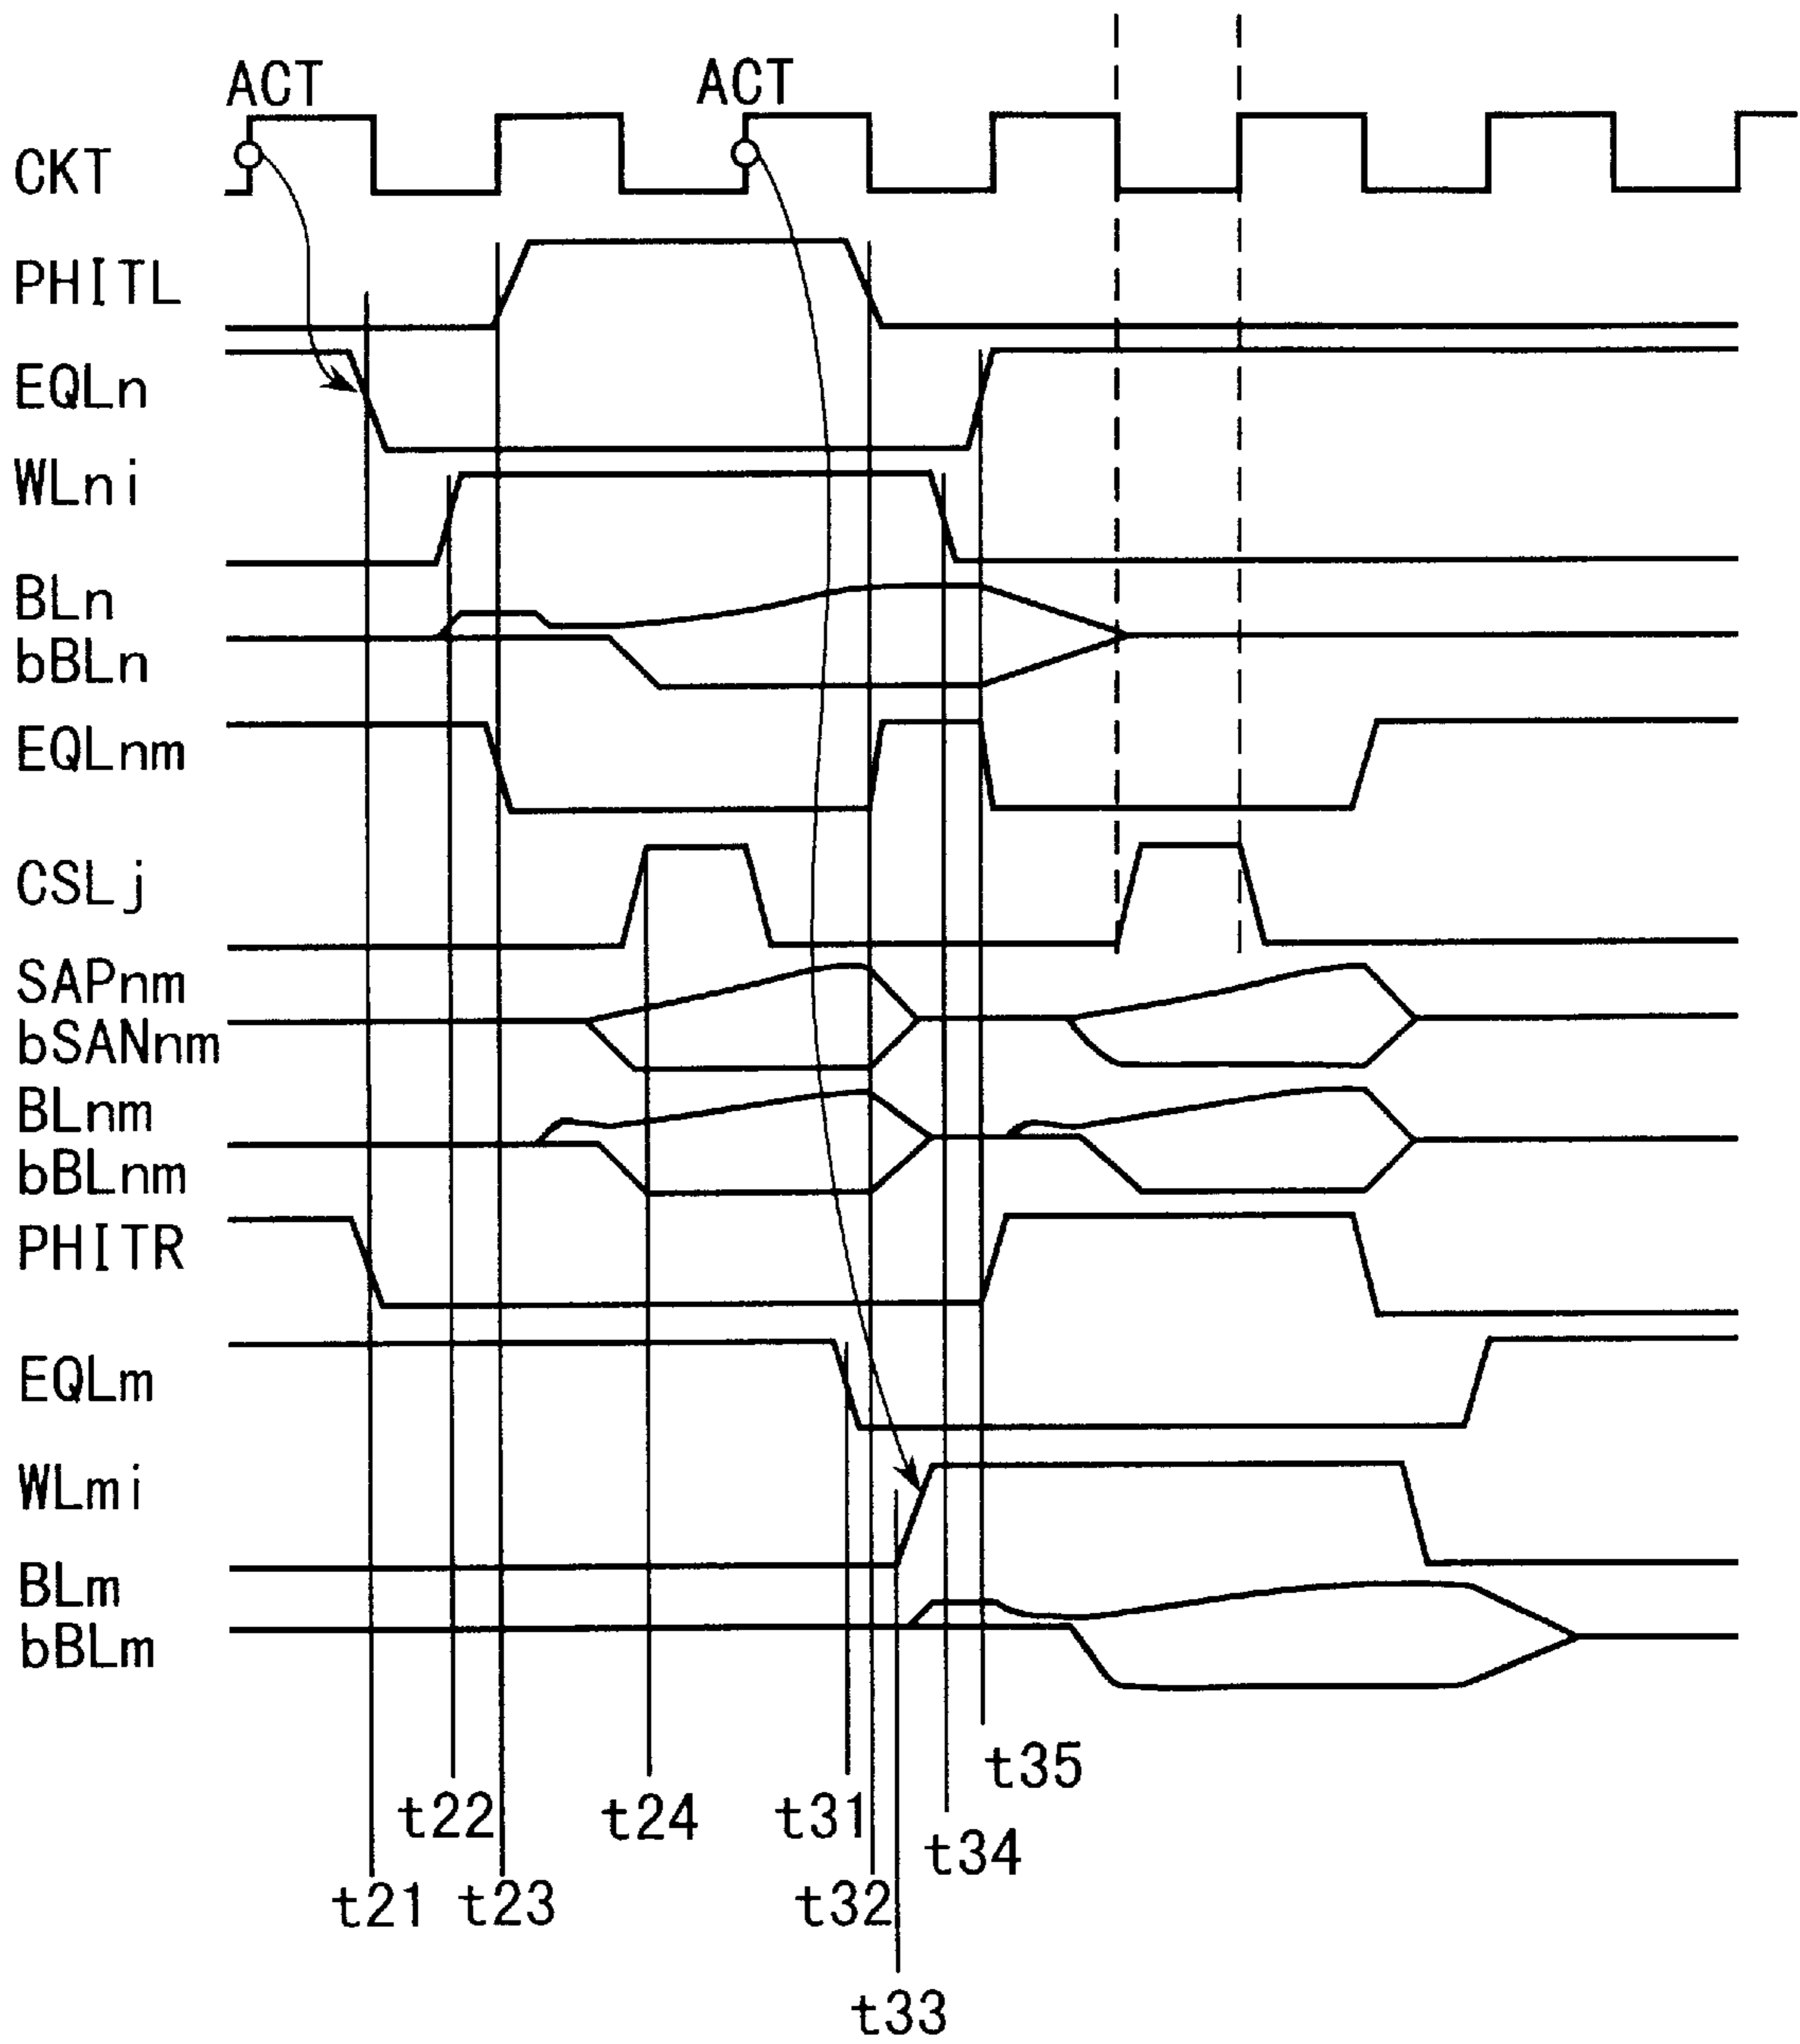 ACT ACT
CKT
PHITL
EQLn
WLni
BLn
bBLn
EQLnm
CSLj
SAPnm
bSANnm
BLnm
bBLnm
PHITR
EQLm
WLmi
BLm
bBLm
t35
t22 t24 t31 t34
t21 t23 t32
t33